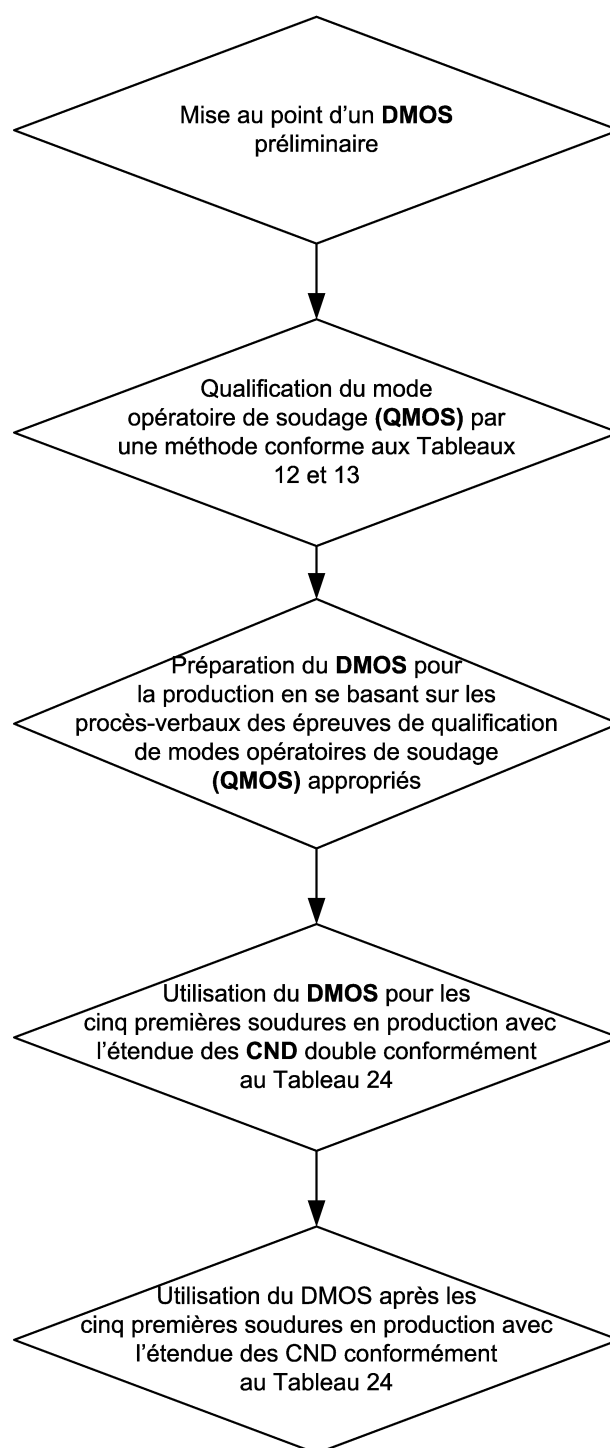 Mise au point d’un DMOS
préliminaire
Qualification du mode
opératoire de soudage (QMOS) par
une méthode conforme aux Tableaux
12 et 13
Préparation du DMOS pour
la production en se basant sur les
procès-verbaux des épreuves de qualification
de modes opératoires de soudage
(QMOS) appropriés
Utilisation du DMOS pour les
cinq premières soudures en production avec
l’étendue des CND double conformément
au Tableau 24
Utilisation du DMOS après les
cinq premières soudures en production avec
l’étendue des CND conformément
au Tableau 24